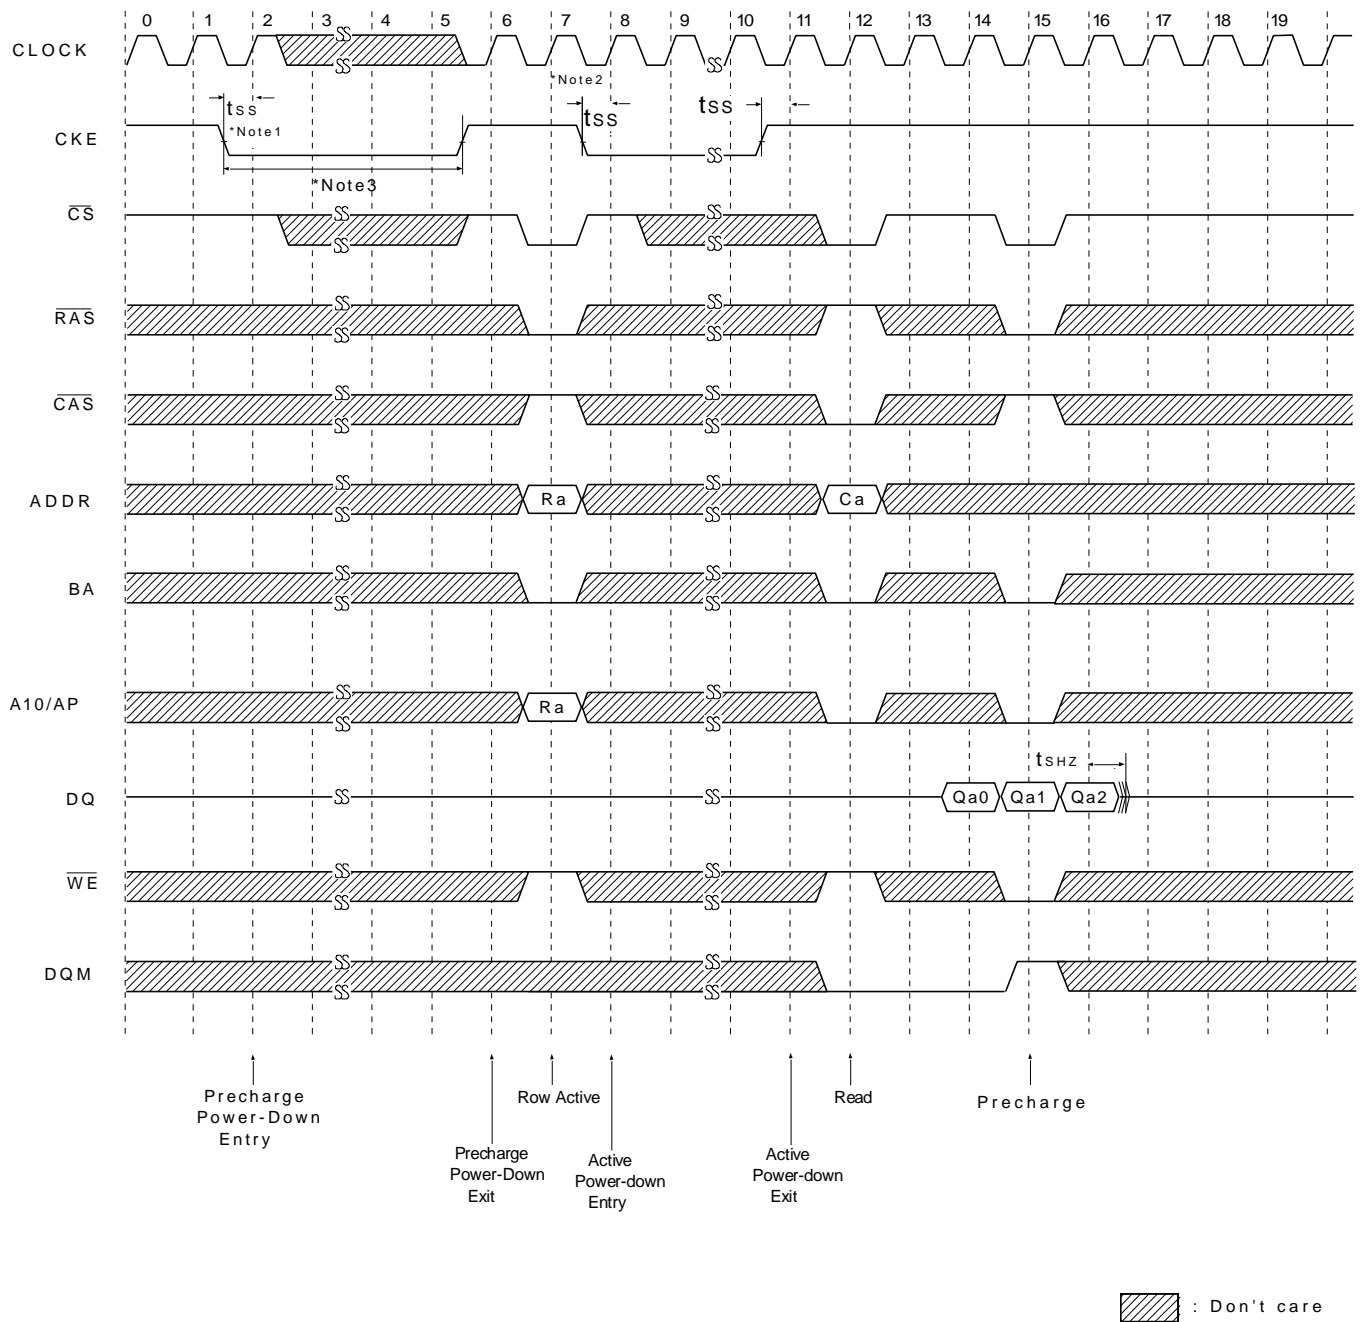 0 1 2 3 4 5 6 7 8 9 10 11 12 13 14 15 16 17 18 19
CLOCK
*Note2
tSS
tSS
tSS
*Note1
CKE
*Note3
CS
RAS
CAS
ADDR
Ra
Ca
BA
A10/AP
Ra
tSHZ
DQ
Qa0
Qa1
Qa2
WE
DQM
Precharge
Power-Down
Entry
Precharge
Power-Down
Exit
Row Active
Active
Power-down
Entry
Active
Power-down
Exit
Read
Precharge
: Don't care